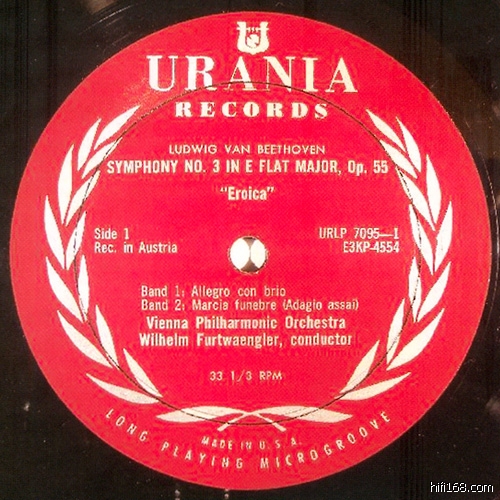 URANIA
RECORDS
LUDWIG VAN BEETHOVEN
SYMPHONY NO. 3 IN E FLAT MAJOR, Op. 55
"Eroica"
Side 1
Rec. in Austria
URLP 7095—1
E3KP-4554
Band 1: Allegro con brio
Band 2: Marcia funebre (Adagio assai)
Vienna Philharmonic Orchestra
Wilhelm Furtwaengler, conductor
33 1/3 RPM
MADE IN U. S. A.
LONG PLAYING MICROGROOVE
hifi168.com